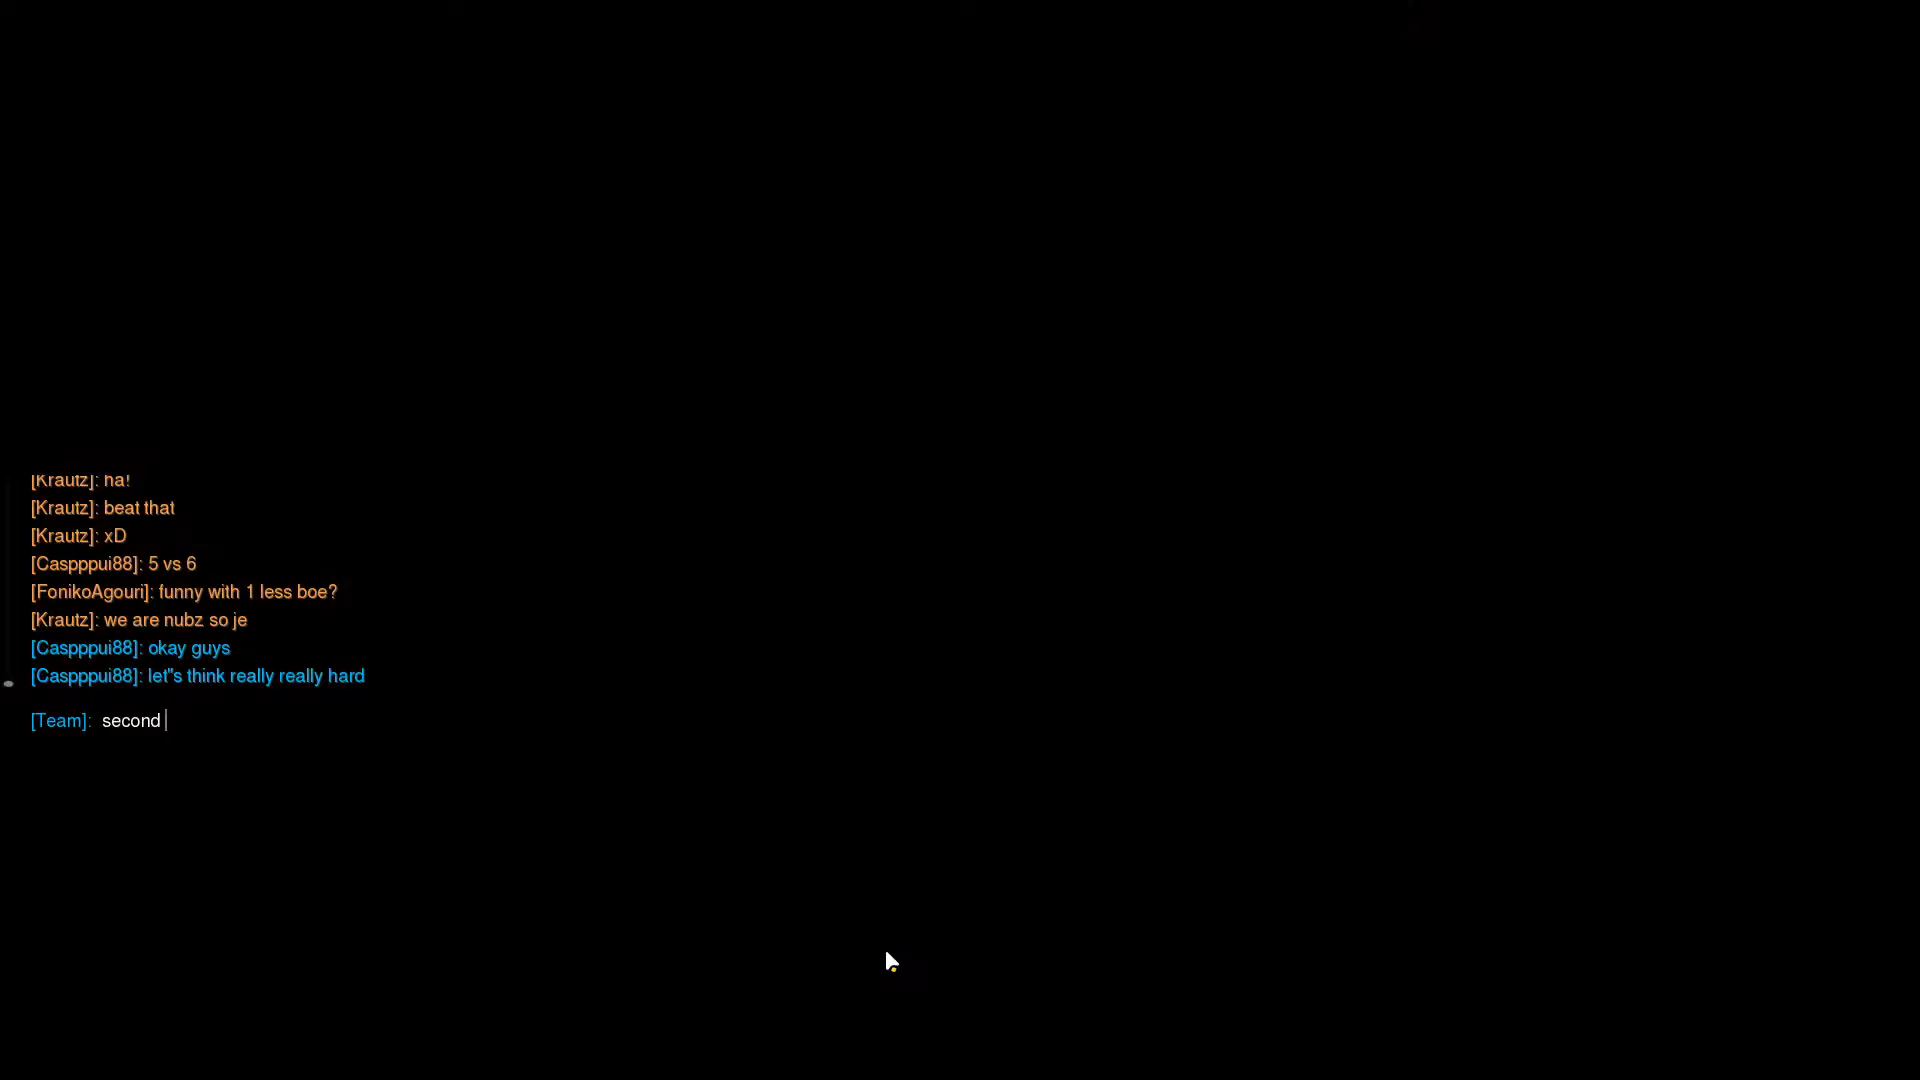 [Krautz]: ha!
[Krautz]: beat that
[Krautz]: xD
[Caspppui88]: 5 vs 6
[FonikoAgouri]: funny with 1 less boe?
[Krautz]: we are nubz so je
[Caspppui88]: okay guys
[Caspppui88]: let"s think really really hard
[Team]: second